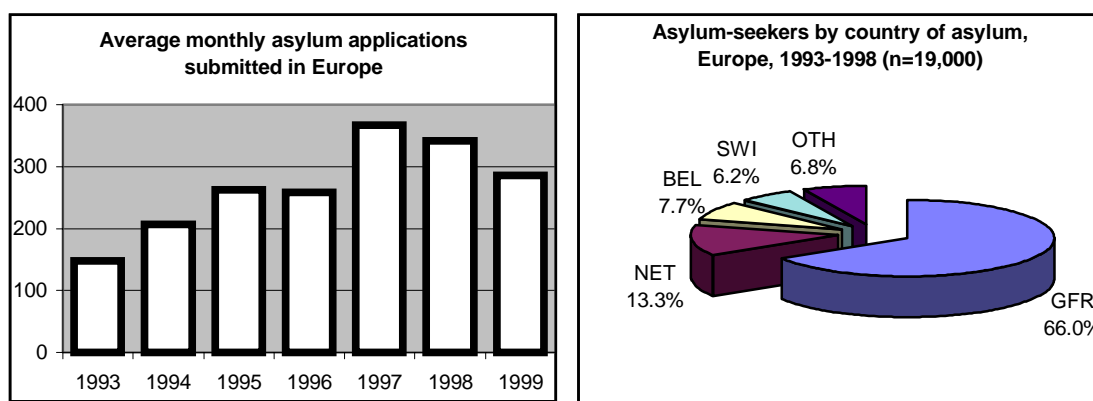 Average monthly asylum applications
submitted in Europe
400
300
200
100
0
1993 1994 1995 1996 1997 1998 1999
Asylum-seekers by country of asylum,
Europe, 1993-1998 (n=19,000)
OTH
6.8%
SWI
6.2%
BEL
7.7%
NET
13.3%
GFR
66.0%